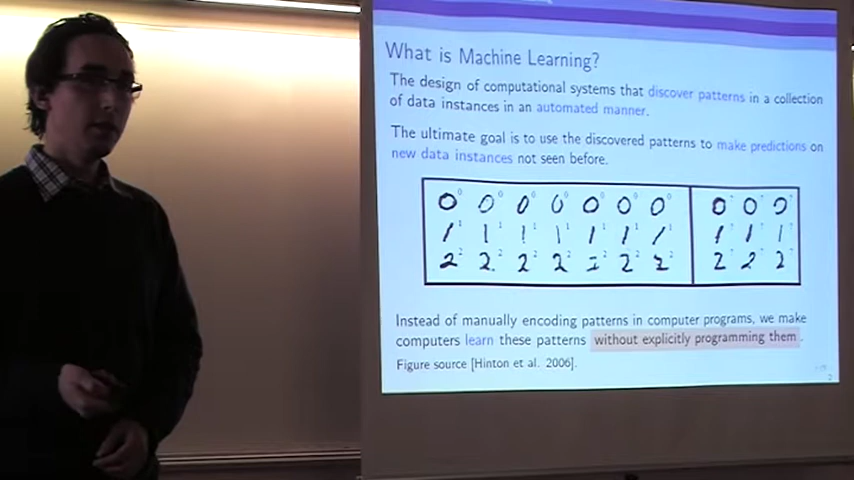 What is Machine Learning?
The design of computational systems that discover patterns in a collection
of data instances in an automated manner.
The ultimate goal is to use the discovered patterns to make predictions on
new data instances not seen before.
0 0 0 0 0 0 0 0 0 0
1 1 1 1 1 1 1 1 1 1
2 2 2 2 2 2 2 2 2 2
Instead of manually encoding patterns in computer programs, we make
computers learn these patterns without explicitly programming them.
Figure source [Hinton et al. 2006].